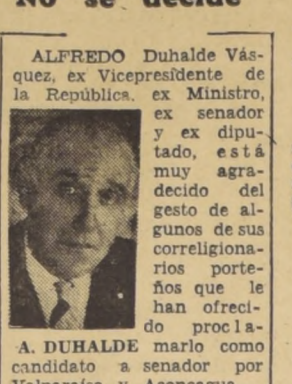 No se decide
ALFREDO Duhalde Vás-
quez, ex Vicepresidente de
la República, ex Ministro,
ex senador
y ex dipu-
tado, está
muy agra-
decido del
gesto de al-
gunos de sus
correligiona-
rios porte-
ños que le
han ofreci-
do procla-
A. DUHALDE marlo como
candidato a senador por
Valparaíso y Aconcagua